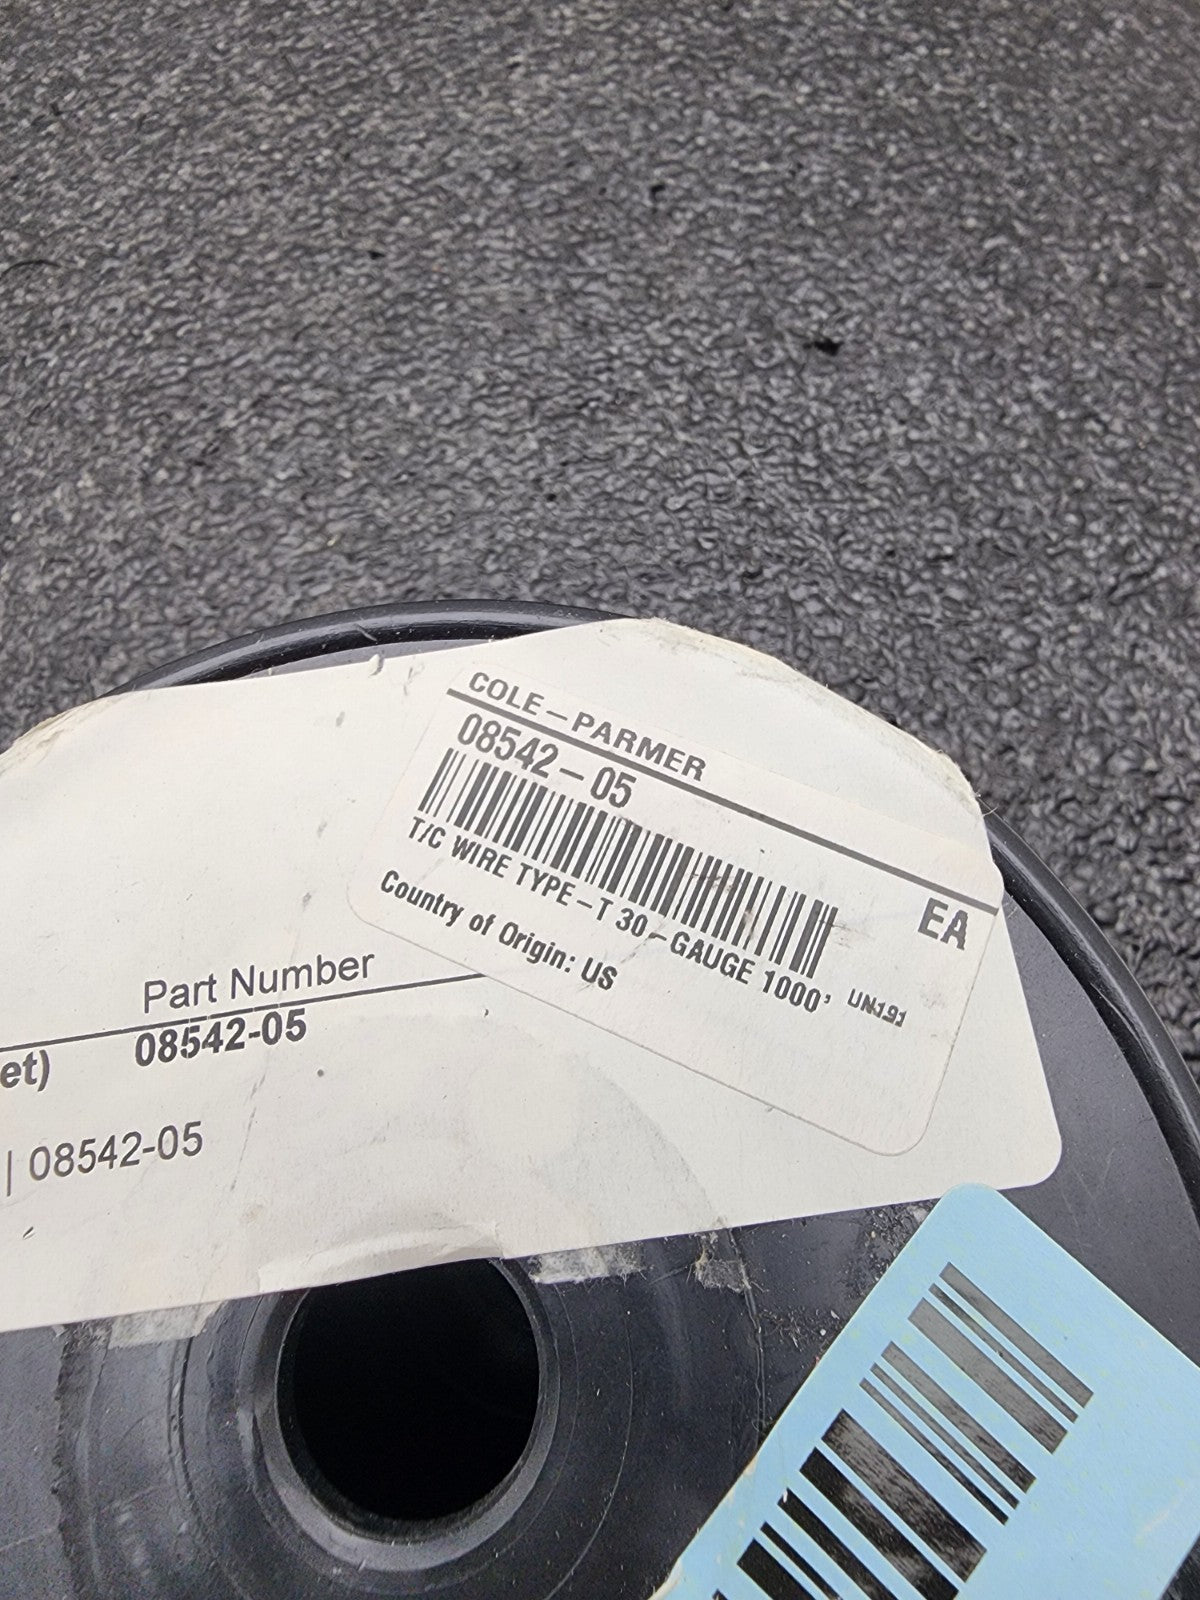 COLE-PARMER
08542-05
EA
T/C WIRE TYPE-T 30-GAUGE 1000'
Country of Origin: US
Part Number
et) 08542-05
| 08542-05